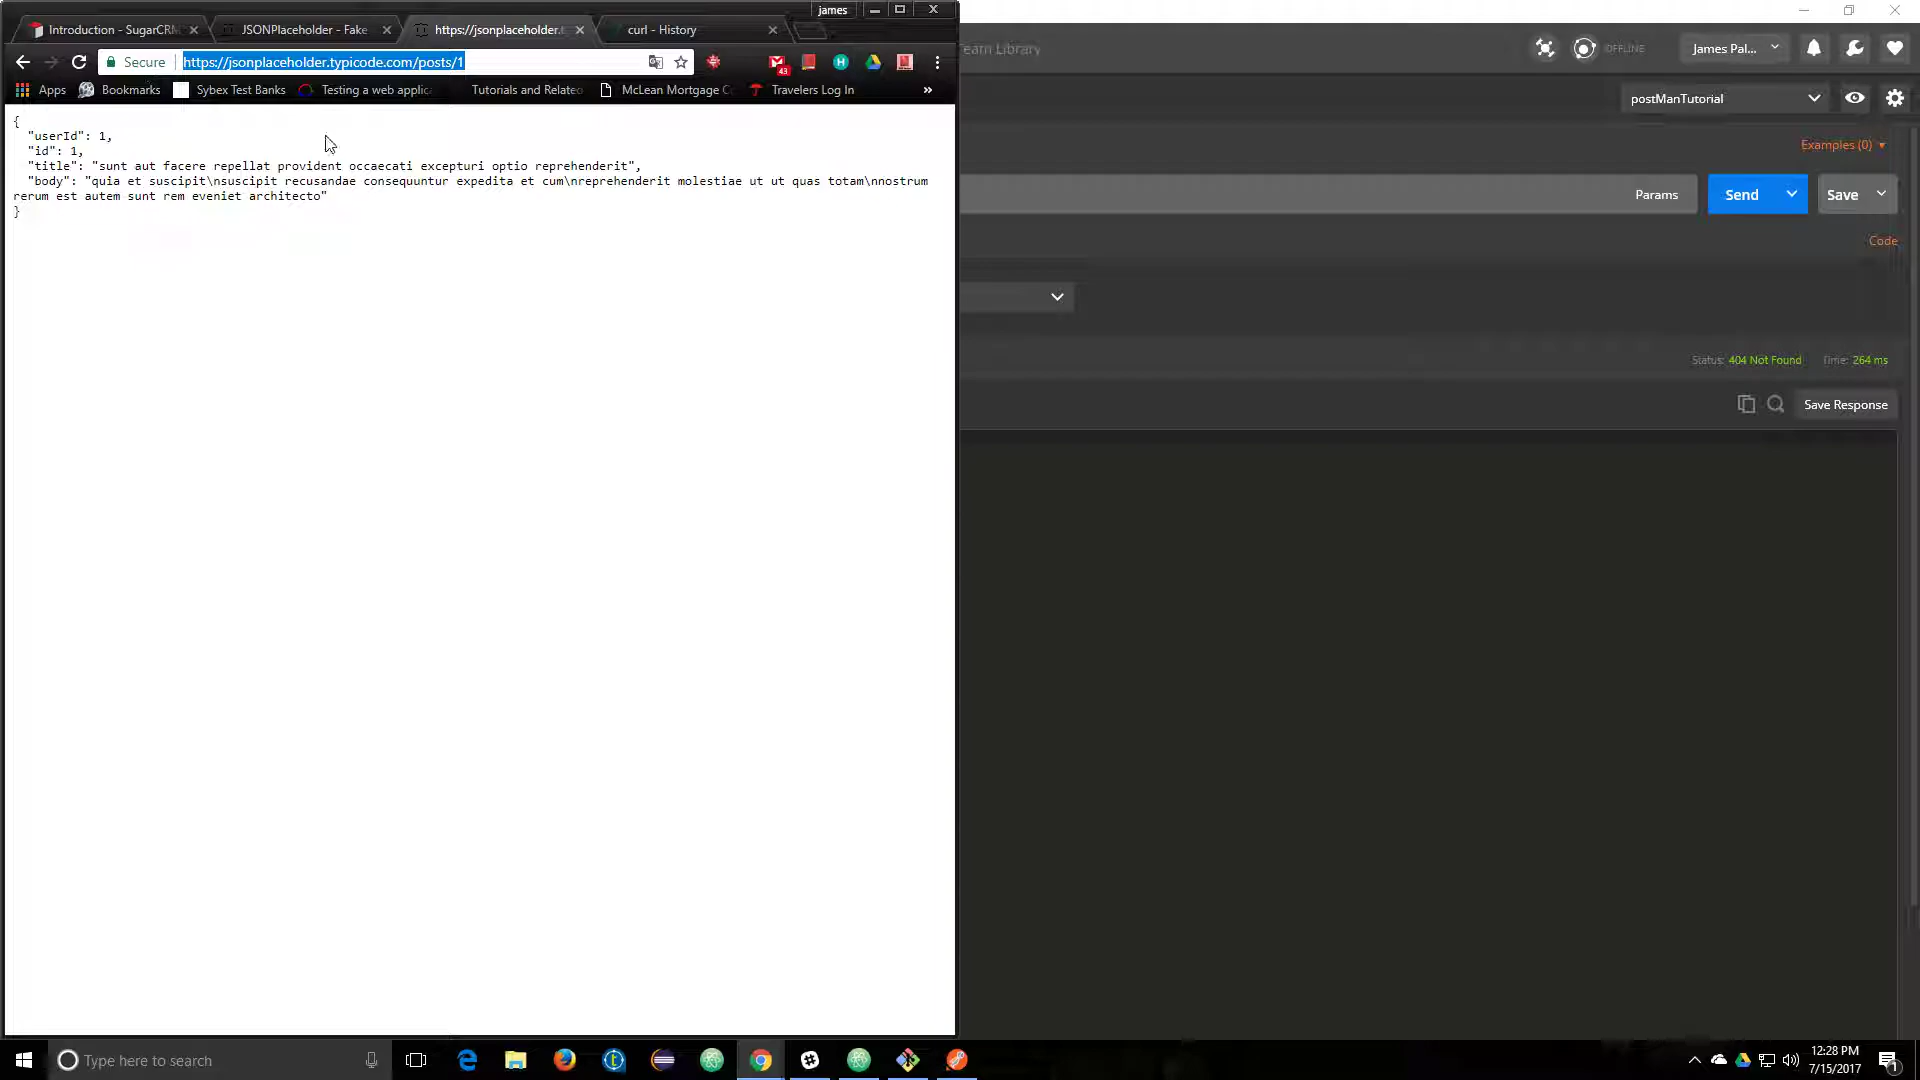 james
Introduction - SugarCRM
JSONPlaceholder - Fake
https://jsonplaceholder.t
curl - History
Secure
https://jsonplaceholder.typicode.com/posts/1
43
Apps
Bookmarks
Sybex Test Banks
Testing a web applic
Tutorials and Relate
McLean Mortgage C
Travelers Log In
»
{
"userId": 1,
"id": 1,
"title": "sunt aut facere repellat provident occaecati excepturi optio reprehenderit",
"body": "quia et suscipit\nsuscipit recusandae consequuntur expedita et cum\nreprehenderit molestiae ut ut quas totam\nnostrum
rerum est autem sunt rem eveniet architecto"
}
Team Library
OFFLINE
James Pal...
postManTutorial
Examples (0)
Params
Send
Save
Code
Status: 404 Not Found
Time: 264 ms
Save Response
Type here to search
12:28 PM
7/15/2017
1